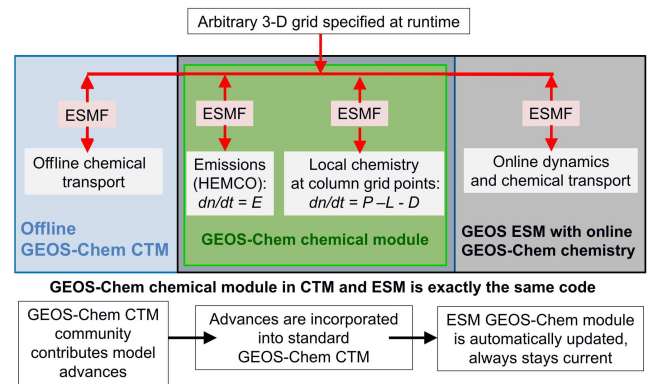 Arbitrary 3-D grid specified at runtime
ESMF
ESMF
ESMF
ESMF
Offline chemical
transport
Emissions
(HEMCO):
dn/dt = E
Local chemistry
at column grid points:
dn/dt = P –L - D
Online dynamics
and chemical transport
Offline
GEOS-Chem CTM
GEOS-Chem chemical module
GEOS ESM with online
GEOS-Chem chemistry
GEOS-Chem chemical module in CTM and ESM is exactly the same code
GEOS-Chem CTM
community
contributes model
advances
Advances are incorporated
into standard
GEOS-Chem CTM
ESM GEOS-Chem module
is automatically updated,
always stays current